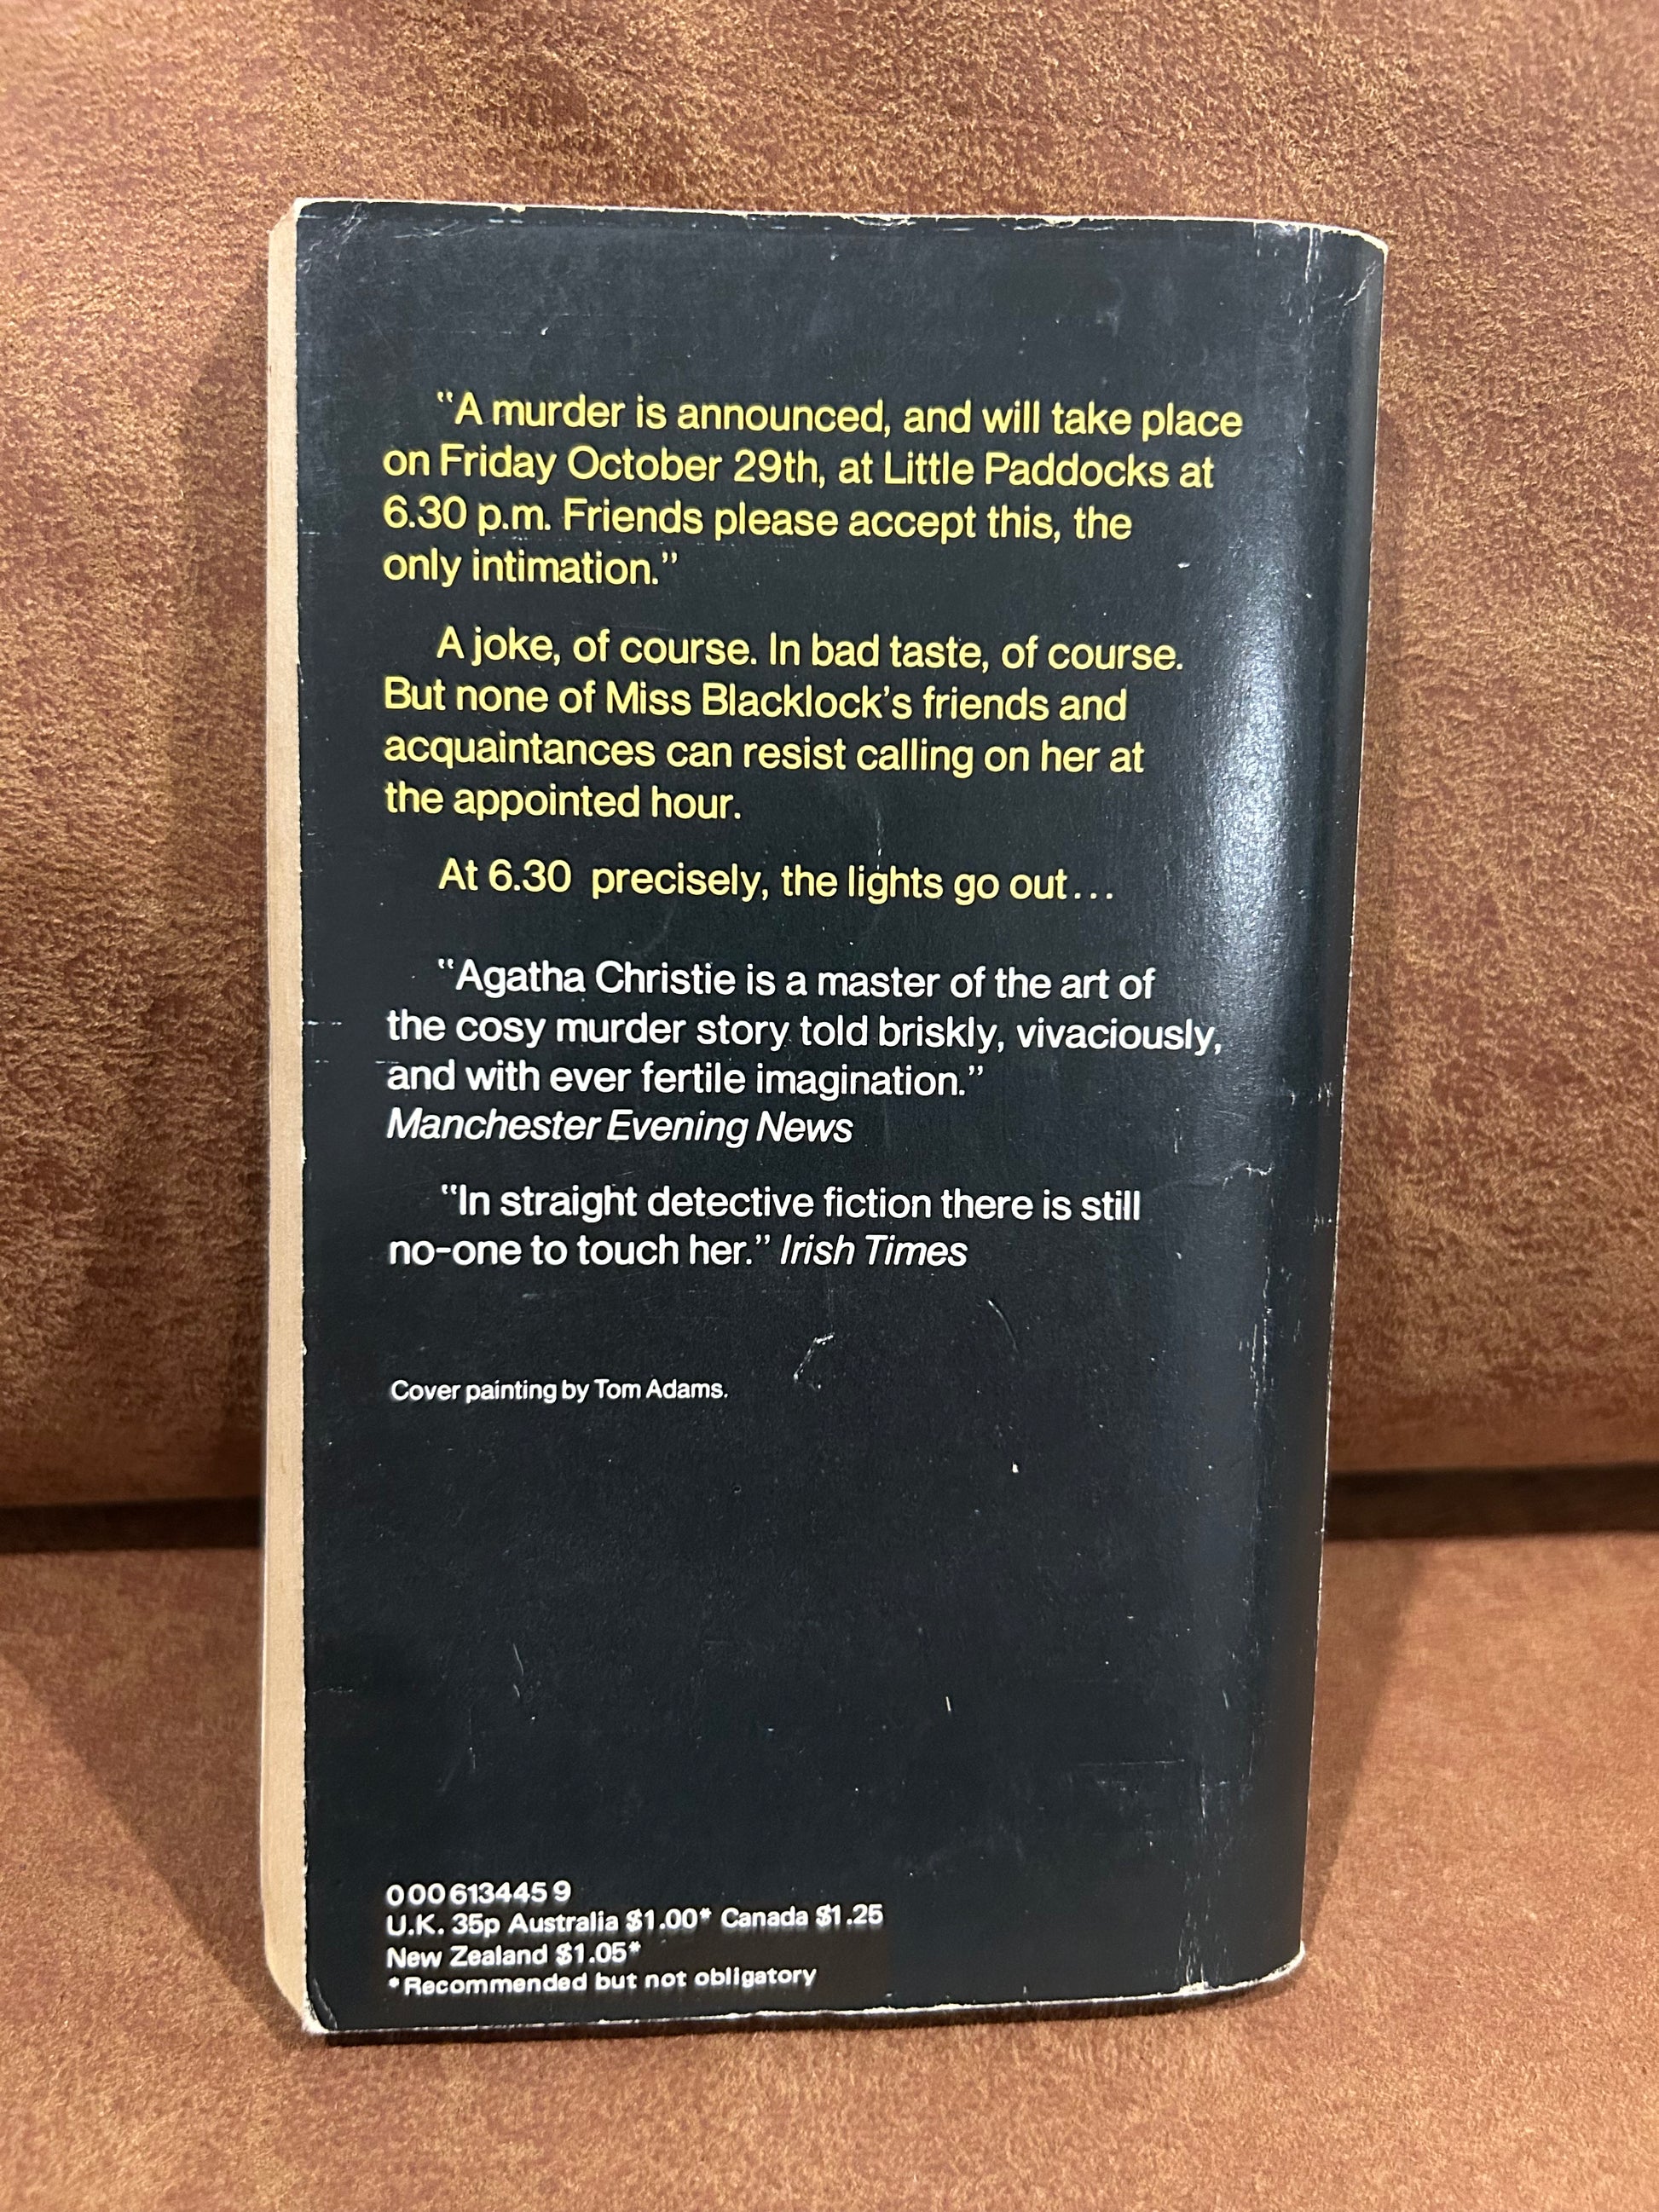 "A murder is announced, and will take place
on Friday October 29th, at Little Paddocks at
6.30 p.m. Friends please accept this, the
only intimation."
A joke, of course. In bad taste, of course.
But none of Miss Blacklock's friends and
acquaintances can resist calling on her at
the appointed hour.
At 6.30 precisely, the lights go out...
"Agatha Christie is a master of the art of
the cosy murder story told briskly, vivaciously,
and with ever fertile imagination."
Manchester Evening News
"In straight detective fiction there is still
no-one to touch her." Irish Times
Cover painting by Tom Adams.
000613445 9
U.K. 35p Australia $1.00* Canada $1.25
New Zealand $1.05*
*Recommended but not obligatory